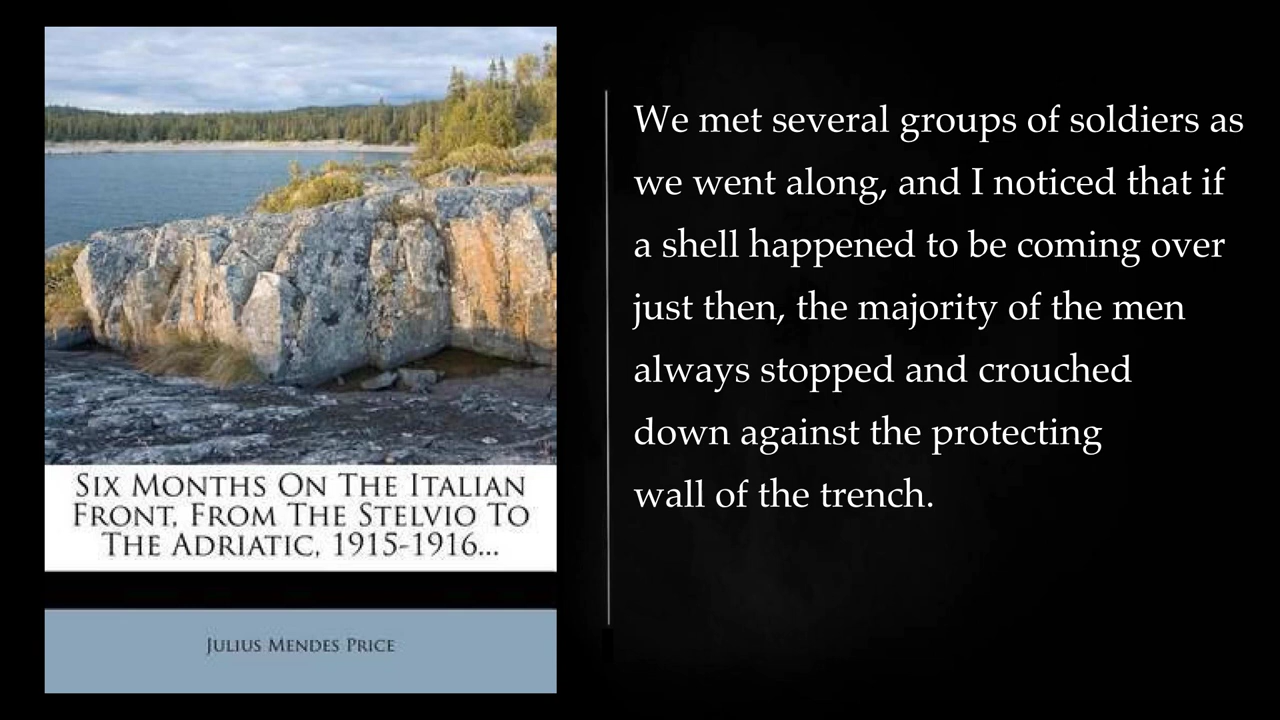 Six Months On The Italian
Front, From The Stelvio To
The Adriatic, 1915-1916...
Julius Mendes Price
We met several groups of soldiers as
we went along, and I noticed that if
a shell happened to be coming over
just then, the majority of the men
always stopped and crouched
down against the protecting
wall of the trench.